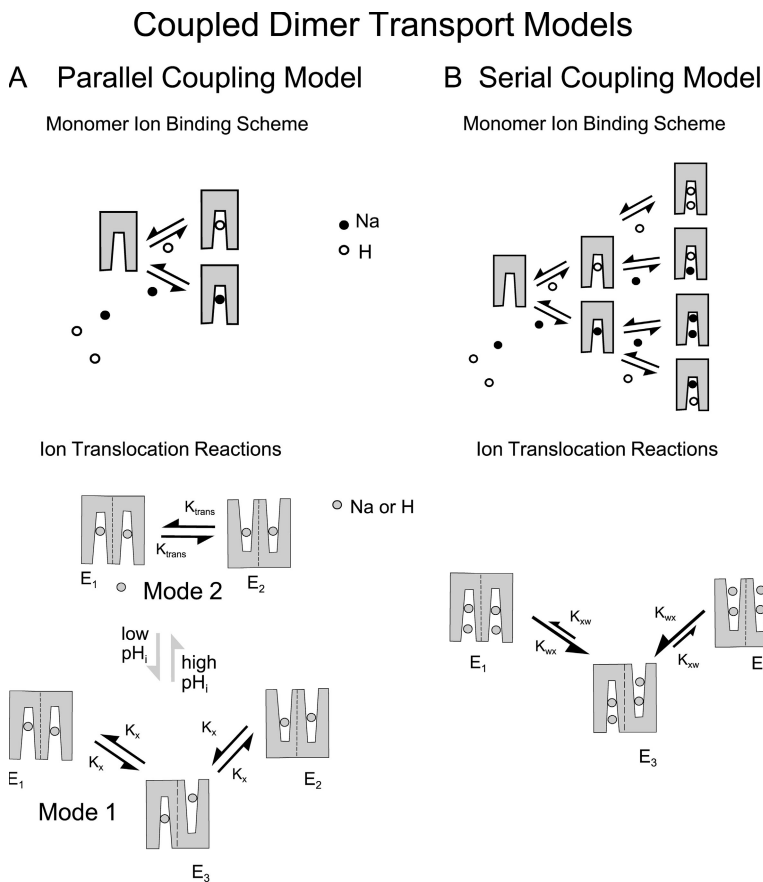 Coupled Dimer Transport Models
A Parallel Coupling Model
Monomer Ion Binding Scheme
Na
H
Ion Translocation Reactions
Na or H
Ktrans
Ktrans
E1
E2
Mode 2
low
pHi
high
pHi
Kx
Kx
Kx
Kx
E1
E2
Mode 1
E3
B Serial Coupling Model
Monomer Ion Binding Scheme
Ion Translocation Reactions
Kxw
Kwx
Kwx
Kxw
E1
E
E3